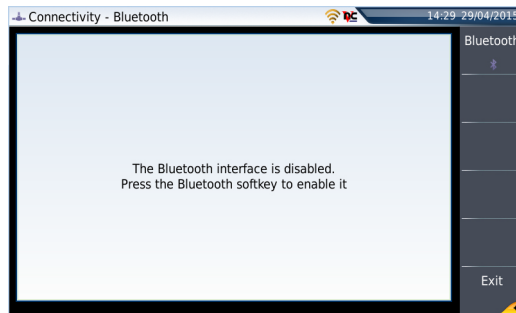 Connectivity - Bluetooth
14:29 29/04/2015
Bluetooth
The Bluetooth interface is disabled.
Press the Bluetooth softkey to enable it
Exit